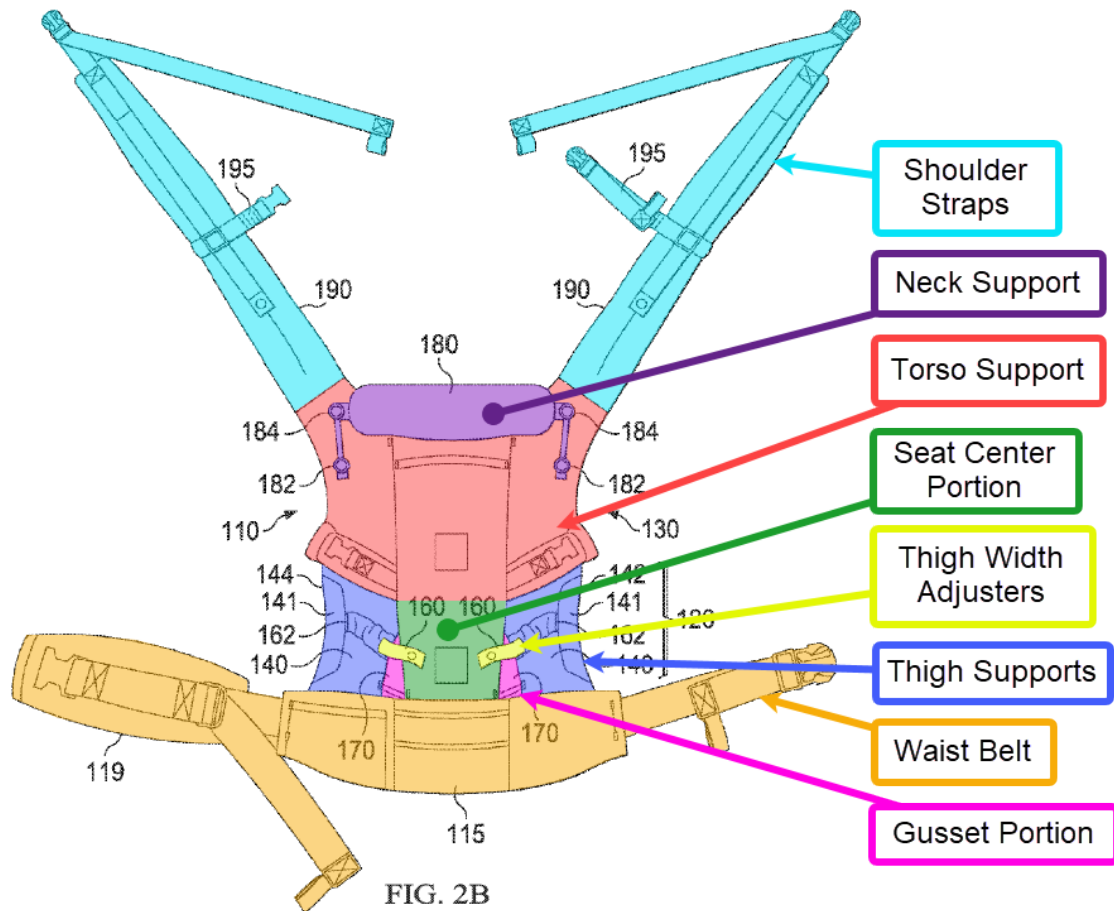 195
195
Shoulder
Straps
190
190
Neck Support
180
Torso Support
184
184
Seat Center
Portion
182
182
110
130
Thigh Width
Adjusters
144
142
160
160
141
141
120
162
162
140
140
Thigh Supports
170
170
Waist Belt
119
115
Gusset Portion
FIG. 2B